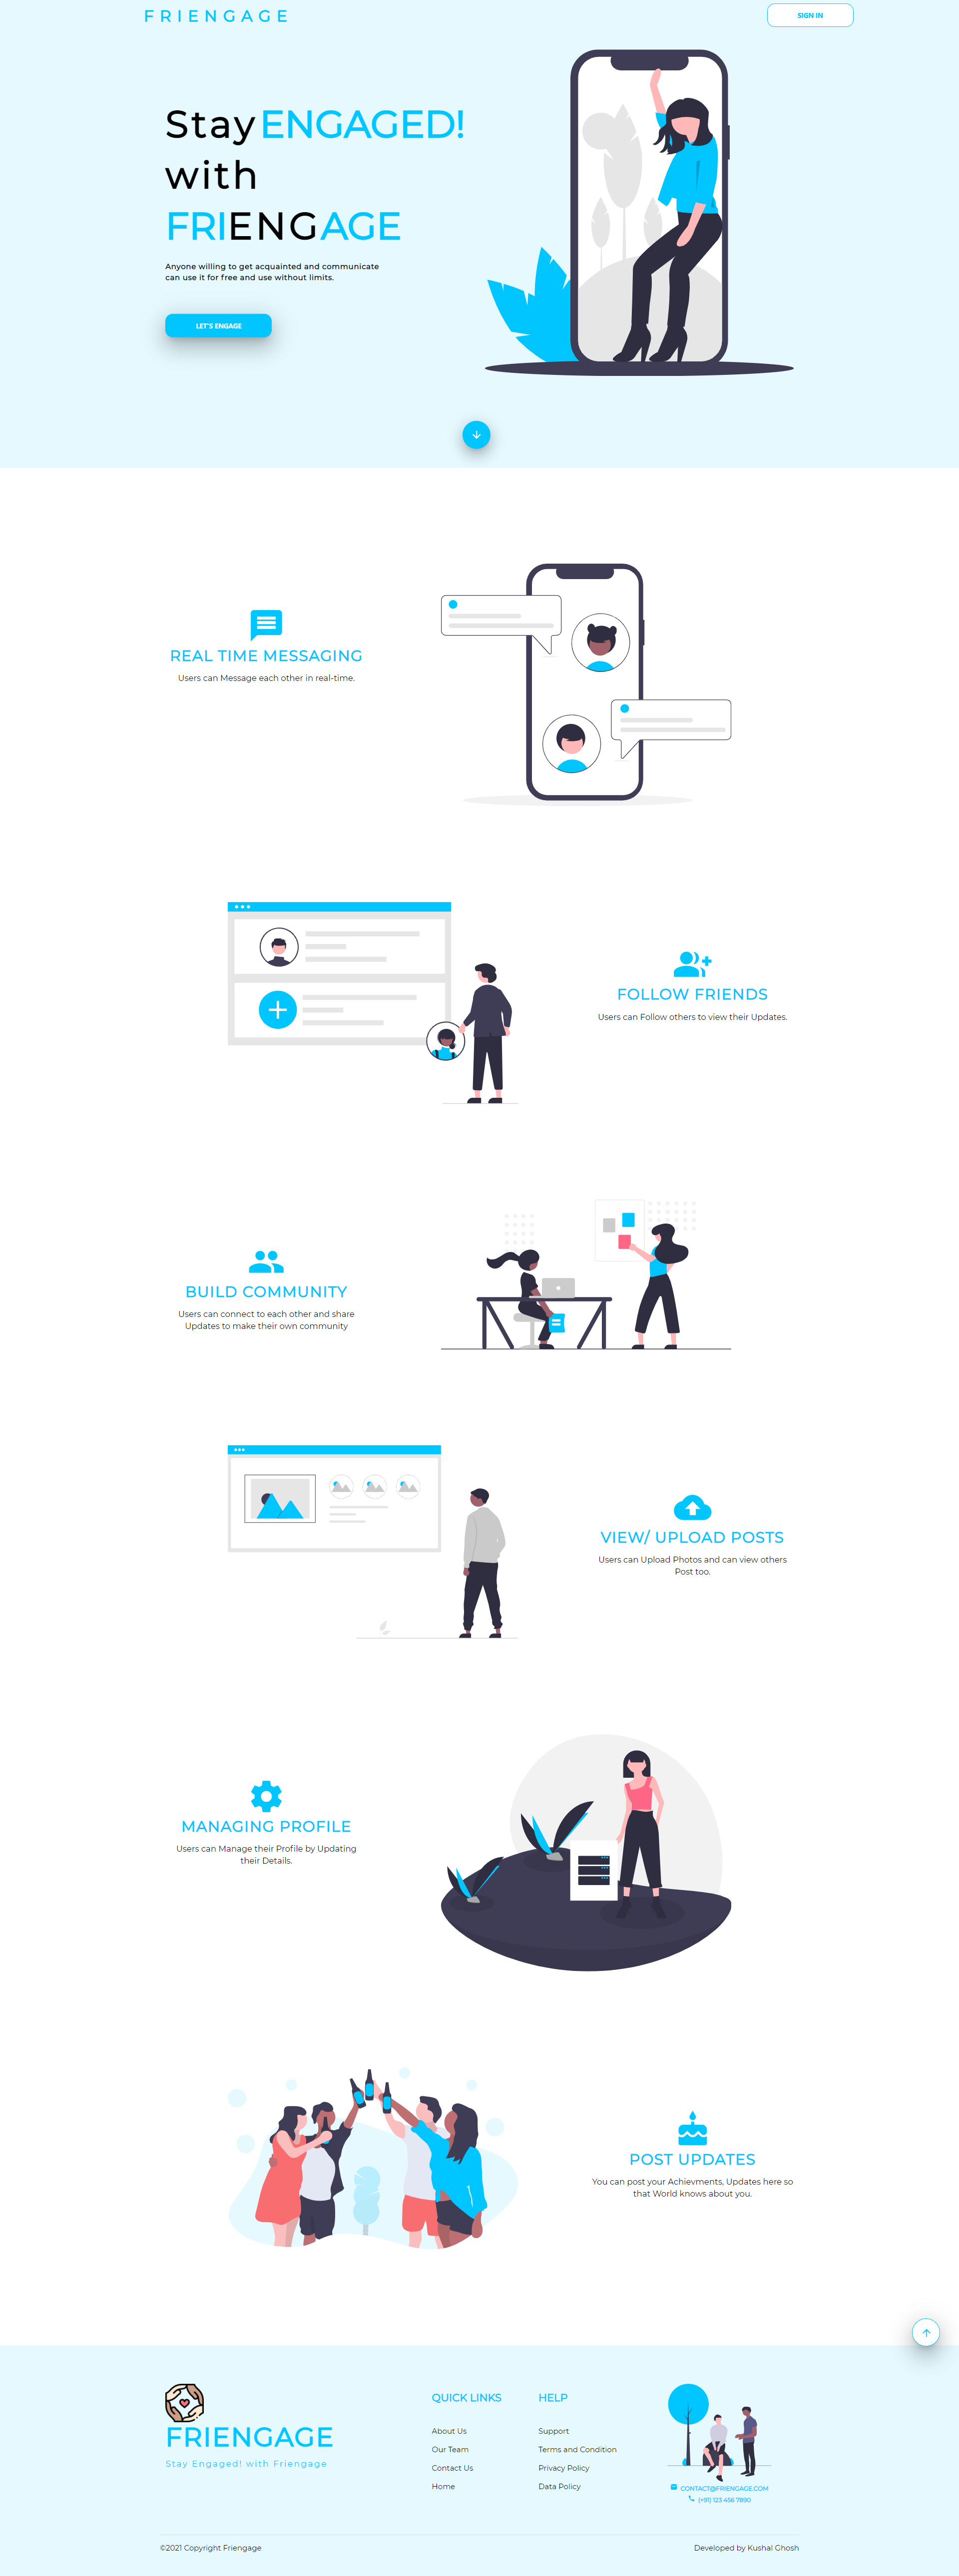 FRIENGAGE
SIGN IN
Stay ENGAGED!
with
FRIENGAGE
Anyone willing to get acquainted and communicate
can use it for free and use without limits.
LET'S ENGAGE
REAL TIME MESSAGING
Users can Message each other in real-time.
FOLLOW FRIENDS
Users can Follow others to view their Updates.
BUILD COMMUNITY
Users can connect to each other and share
Updates to make their own community
VIEW/ UPLOAD POSTS
Users can Upload Photos and can view others
Post too.
MANAGING PROFILE
Users can Manage their Profile by Updating
their Details.
POST UPDATES
You can post your Achievments, Updates here so
that World knows about you.
FRIENGAGE
Stay Engaged! with Friengage
QUICK LINKS
About Us
Our Team
Contact Us
Home
HELP
Support
Terms and Condition
Privacy Policy
Data Policy
CONTACT@FRIENGAGE.COM
(+91) 123 456 7890
©2021 Copyright Friengage
Developed by Kushal Ghosh